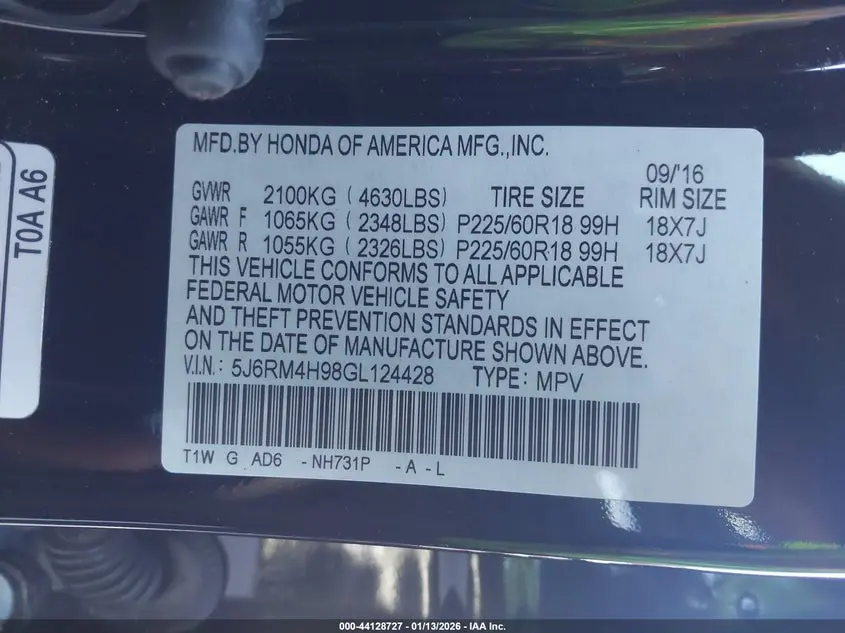 MFD.BY HONDA OF AMERICA MFG.,INC.
09/'16
GVWR 2100KG ( 4630LBS) TIRE SIZE RIM SIZE
GAWR F 1065KG ( 2348LBS) P225/60R18 99H 18X7J
GAWR R 1055KG ( 2326LBS) P225/60R18 99H 18X7J
THIS VEHICLE CONFORMS TO ALL APPLICABLE
FEDERAL MOTOR VEHICLE SAFETY
AND THEFT PREVENTION STANDARDS IN EFFECT
ON THE DATE OF MANUFACTURE SHOWN ABOVE.
V.I.N.: 5J6RM4H98GL124428 TYPE: MPV
T1W G AD6 -NH731P -A-L
T0A A6
000-44128727 - 01/13/2026 - IAA Inc.